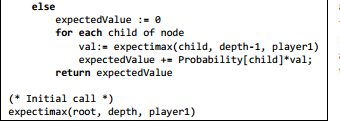 else
expectedValue := 0
for each child of node
val:= expectimax(child, depth-1, player1)
expectedValue += Probability[child]*val;
return expectedValue
(* Initial call *)
expectimax(root, depth, player1)